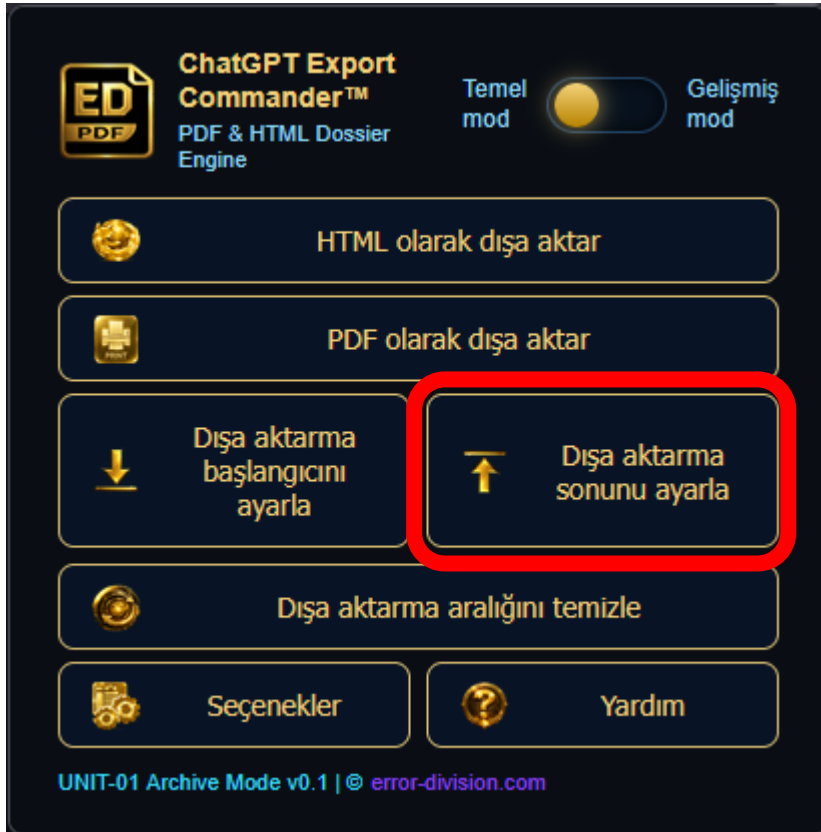 ED
PDF
ChatGPT Export
Commander™
PDF & HTML Dossier
Engine
Temel
mod
Gelişmiş
mod
HTML olarak dışa aktar
PRINT
PDF olarak dışa aktar
Dışa aktarma
başlangıcını
ayarla
Dışa aktarma
sonunu ayarla
Dışa aktarma aralığını temizle
Seçenekler
?
Yardım
UNIT-01 Archive Mode v0.1 | © error-division.com